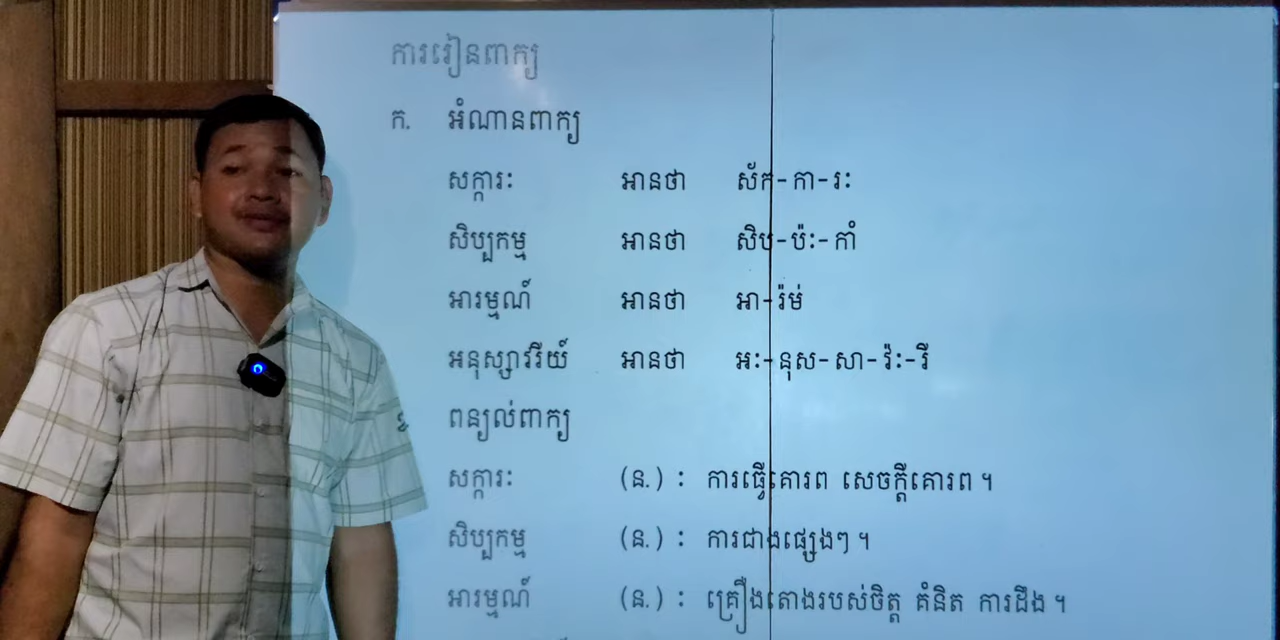 ការរៀនពាក្យ
ក. អំណានពាក្យ
សក្ការៈ អានថា ស័ក-កា-រៈ
សិប្បកម្ម អានថា សិប-ប៉ៈ-កាំ
អារម្មណ៍ អានថា អា-រ៉ម់
អនុស្សាវរីយ៍ អានថា អៈ-នុស-សា-វ៉ៈ-រី
ពន្យល់ពាក្យ
សក្ការៈ (ន.) : ការធ្វើគោរព សេចក្ដីគោរព ។
សិប្បកម្ម (ន.) : ការជាងផ្សេងៗ ។
អារម្មណ៍ (ន.) : គ្រឿងតោងរបស់ចិត្ត គំនិត ការដឹង ។